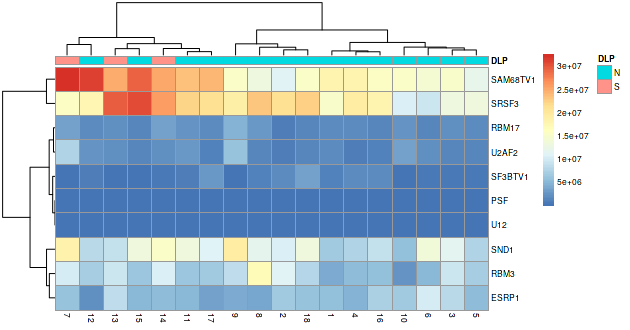 DLP
SAM68TV1
SRSF3
RBM17
U2AF2
SF3BTV1
PSF
U12
SND1
RBM3
ESRP1
7 12 13 15 14 11 17 9 8 2 18 1 4 16 10 6 3 5
3e+07
2.5e+07
2e+07
1.5e+07
1e+07
5e+06
DLP
N
S